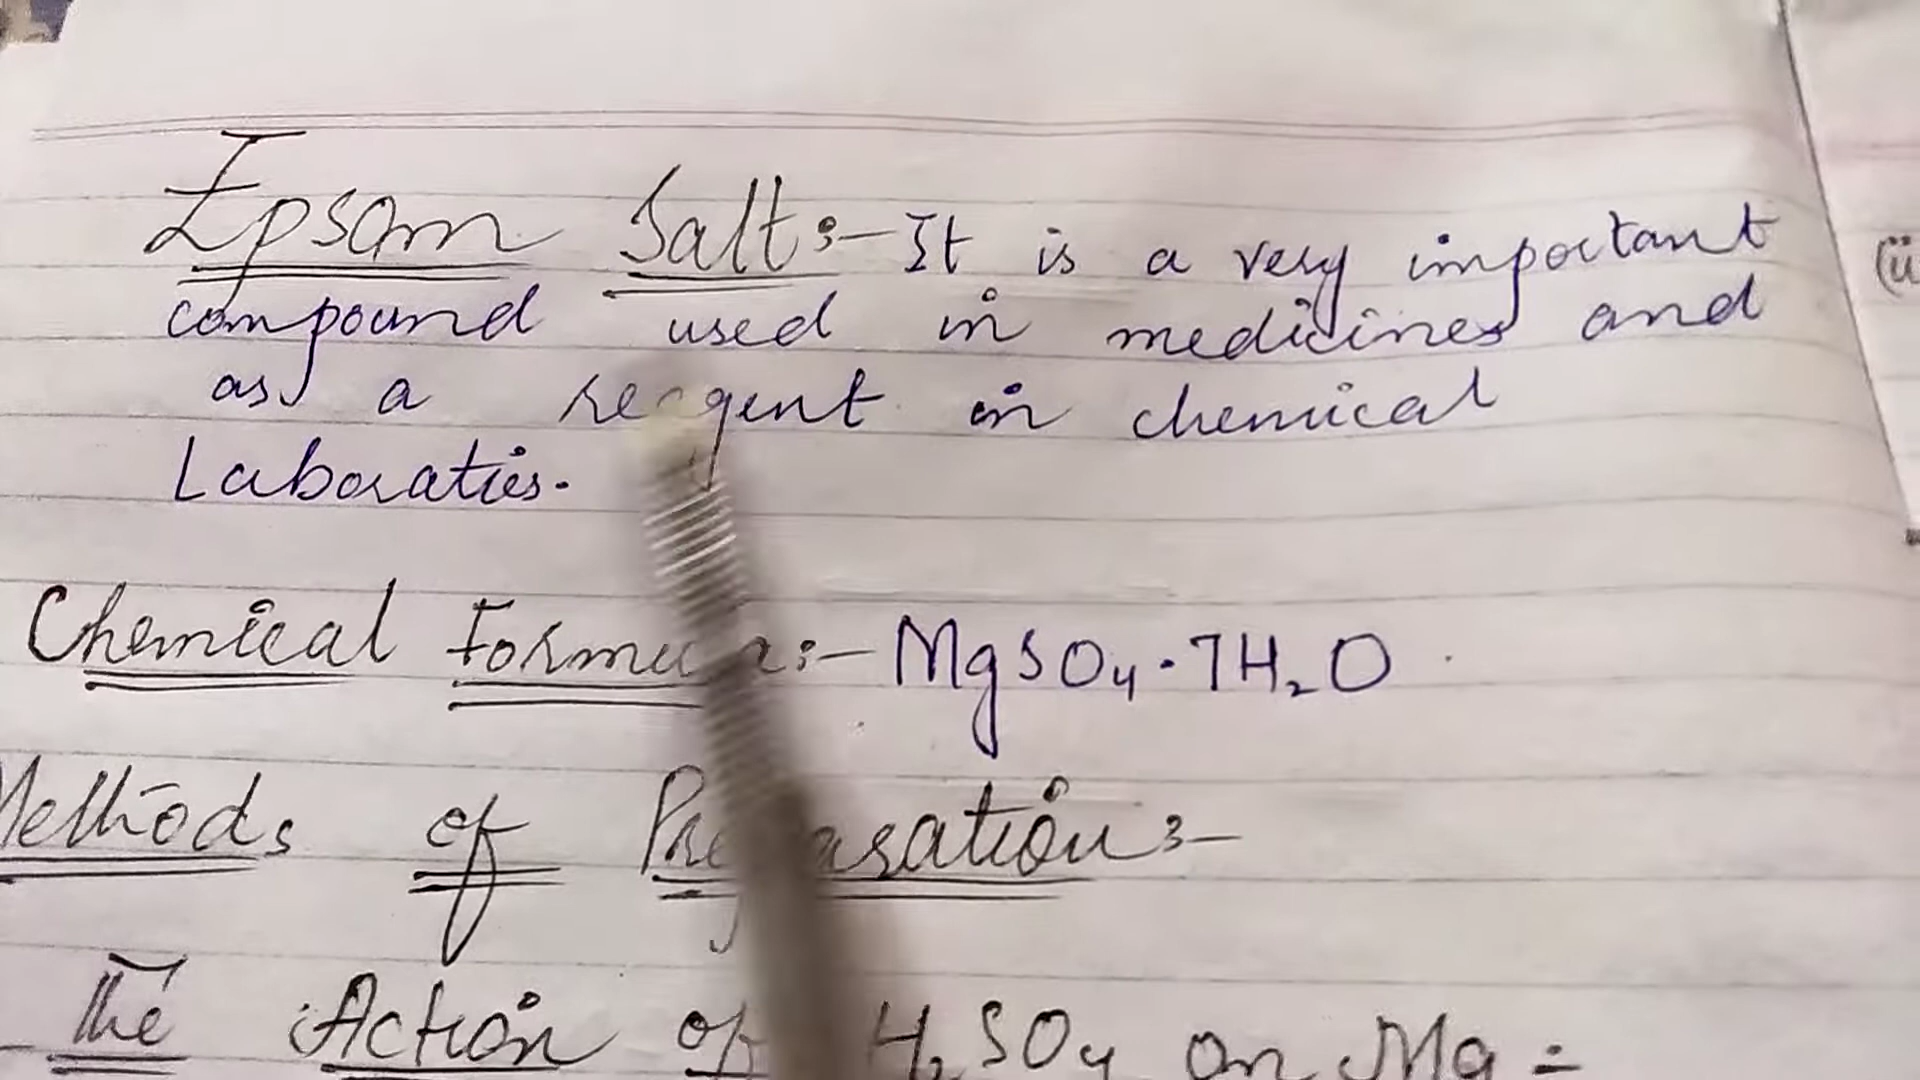 Epsom Salt:- It is a very important
compound used in medicines and
as a reagent in chemical
Laboraties.
Chemical Formula:- MgSO₄·7H₂O
Methods of Preparation:-
The Action of H₂SO₄ on Mg:-
(ii